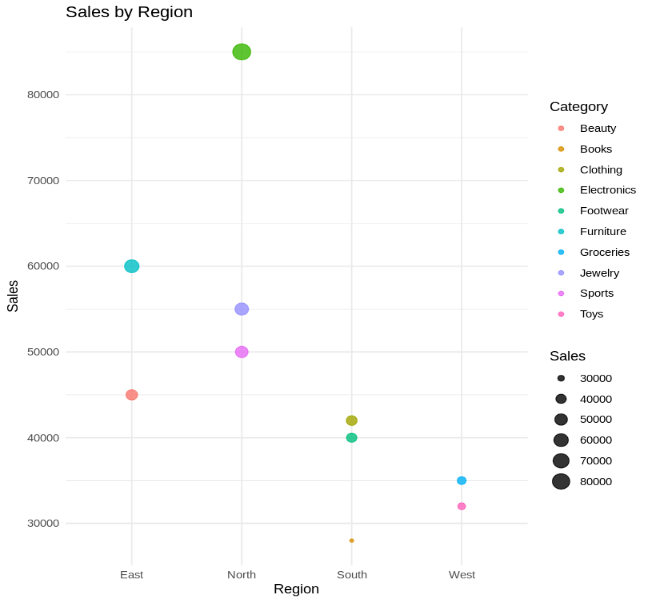 Sales by Region
80000
70000
60000
50000
40000
30000
Sales
East
North
South
West
Region
Category
Beauty
Books
Clothing
Electronics
Footwear
Furniture
Groceries
Jewelry
Sports
Toys
Sales
30000
40000
50000
60000
70000
80000